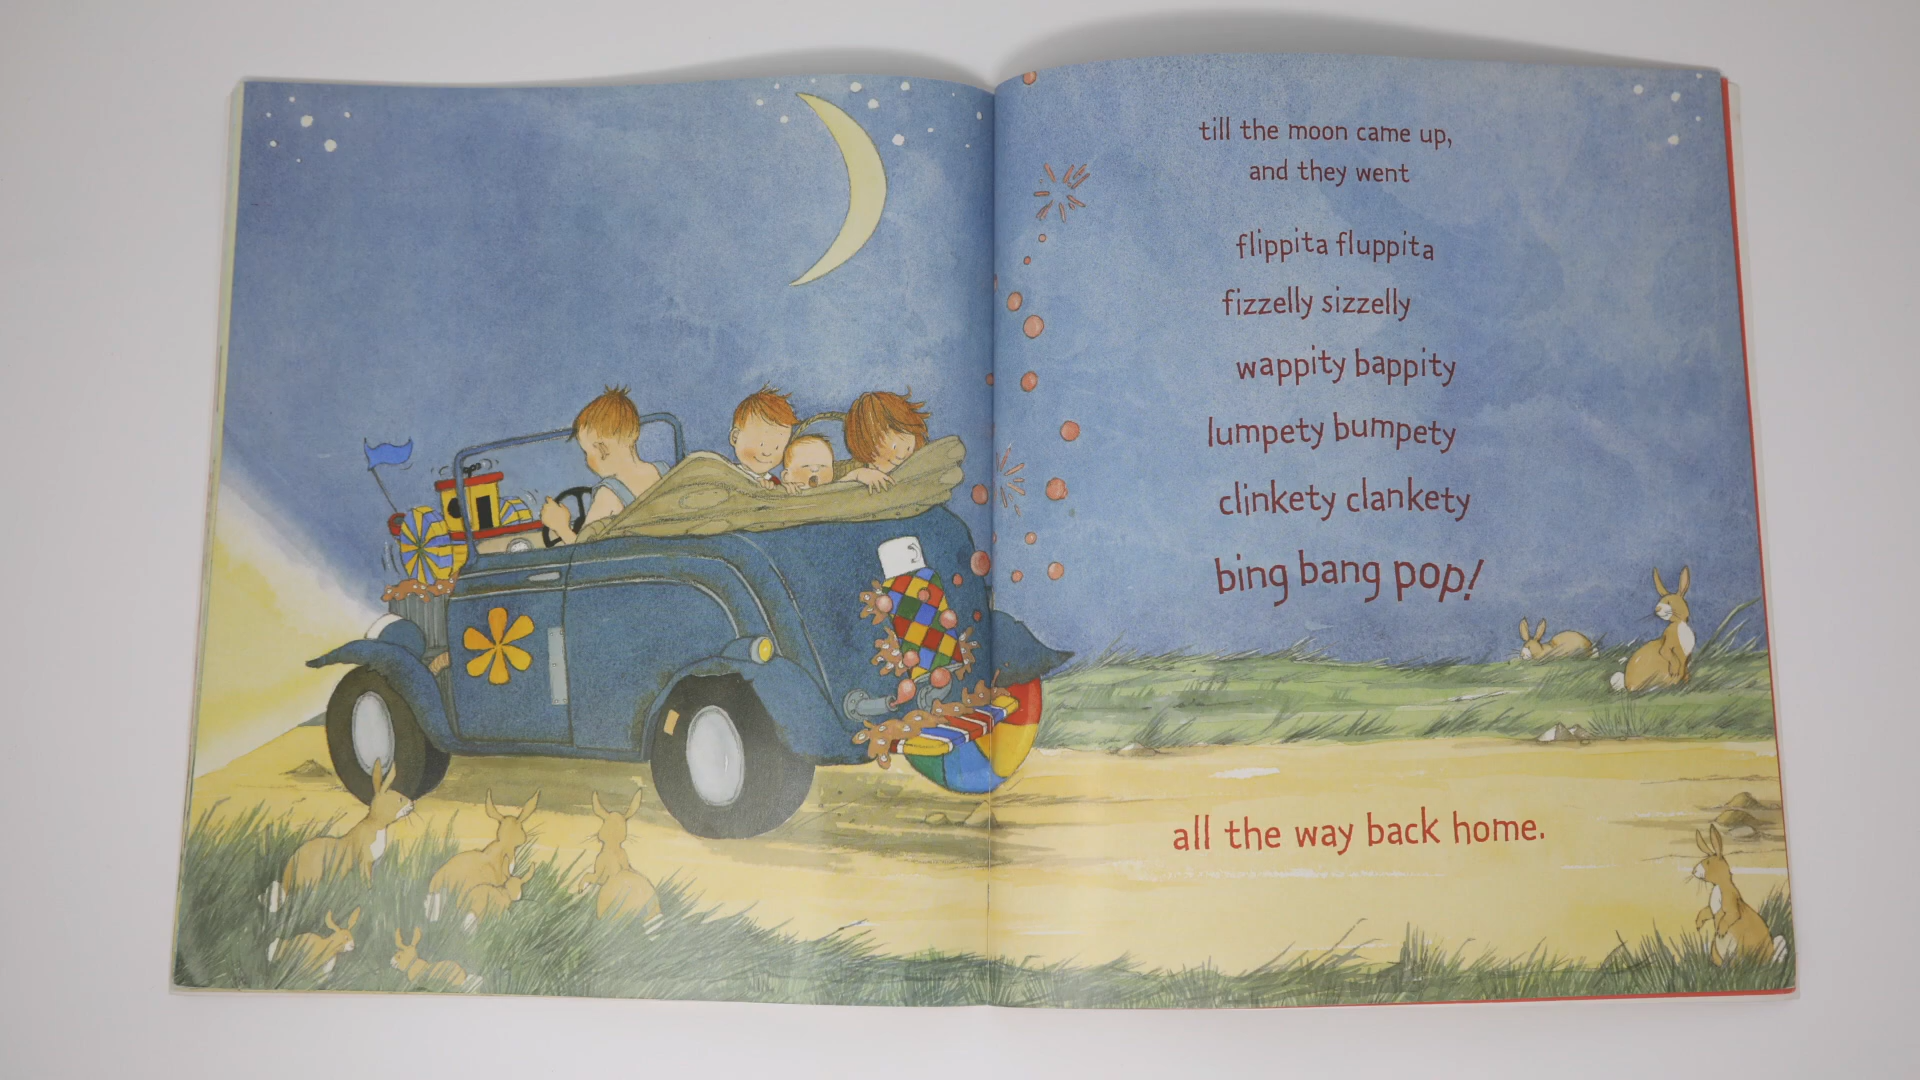 till the moon came up,
and they went
flippita fluppita
fizzelly sizzelly
wappity bappity
lumpety bumpety
clinkety clankety
bing bang pop!
all the way back home.